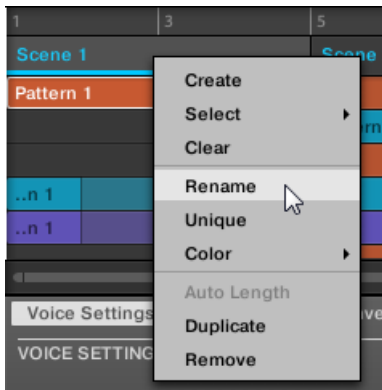 1 3 5
Scene 1 Scene
Pattern 1
Create
Select
Clear
Rename
..n 1
Unique
..n 1
Color
Auto Length
Voice Settings
Duplicate
VOICE SETTING
Remove